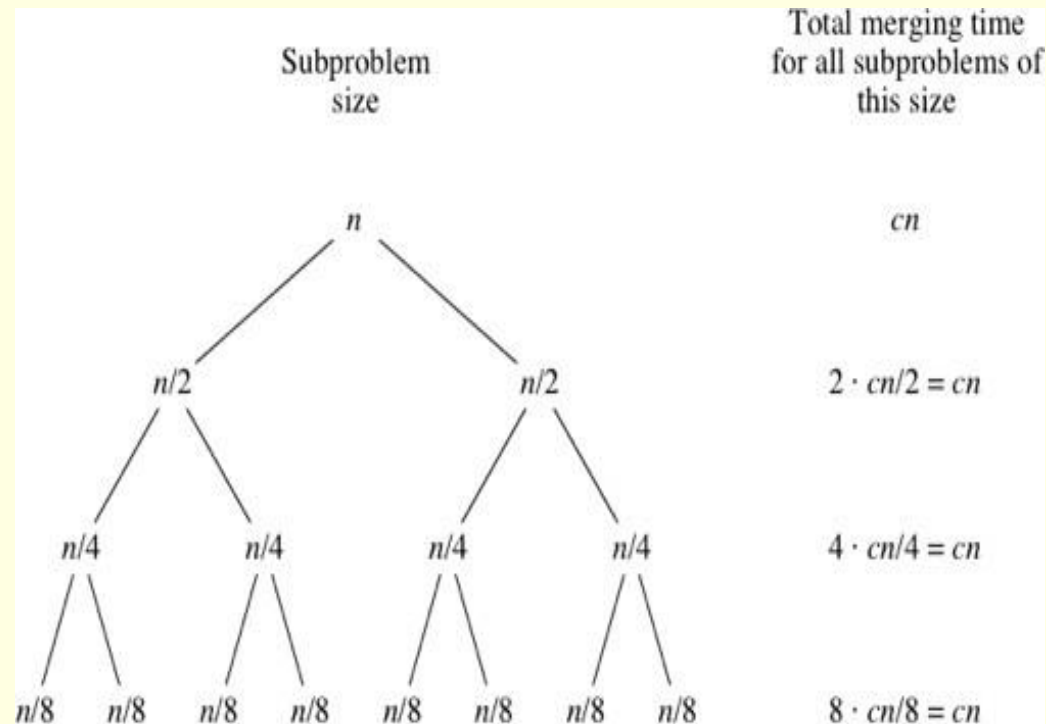 Subproblem
size
Total merging time
for all subproblems of
this size
n
cn
n/2 n/2
2 · cn/2 = cn
n/4 n/4 n/4 n/4
4 · cn/4 = cn
n/8 n/8 n/8 n/8 n/8 n/8 n/8 n/8
8 · cn/8 = cn